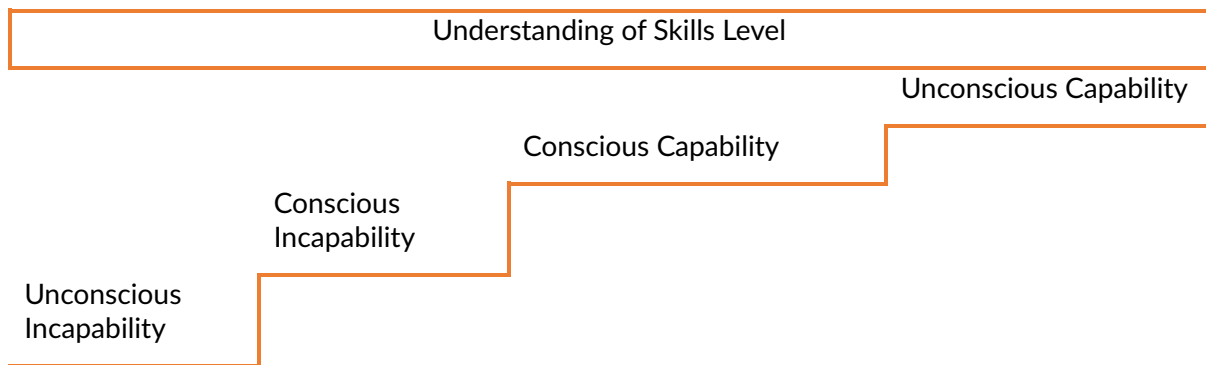 Understanding of Skills Level
Unconscious Capability
Conscious Capability
Conscious
Incapability
Unconscious
Incapability